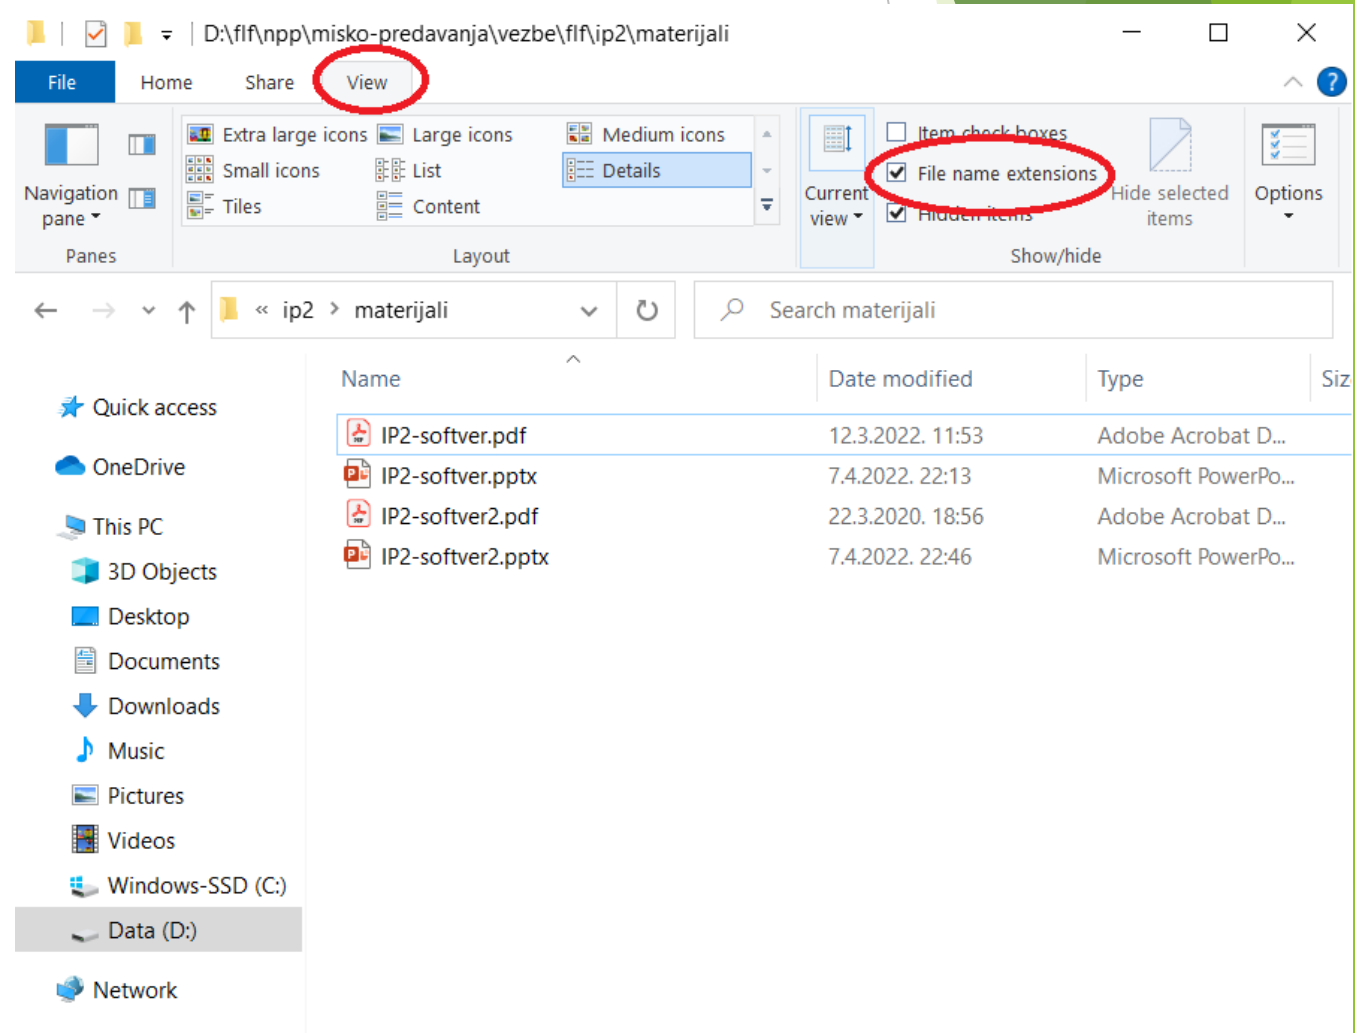 D:\flf\npp\misko-predavanja\vezbe\flf\ip2\materijali
File Home Share View ?
Extra large icons Large icons Medium icons
Small icons List Details
Tiles Content
Navigation pane
Panes
Layout
Current view
Item check boxes
File name extensions
Hidden items
Hide selected items
Show/hide
Options
« ip2 > materijali
Search materijali
Name Date modified Type Siz
IP2-softver.pdf 12.3.2022. 11:53 Adobe Acrobat D...
IP2-softver.pptx 7.4.2022. 22:13 Microsoft PowerPo...
IP2-softver2.pdf 22.3.2020. 18:56 Adobe Acrobat D...
IP2-softver2.pptx 7.4.2022. 22:46 Microsoft PowerPo...
Quick access
OneDrive
This PC
3D Objects
Desktop
Documents
Downloads
Music
Pictures
Videos
Windows-SSD (C:)
Data (D:)
Network